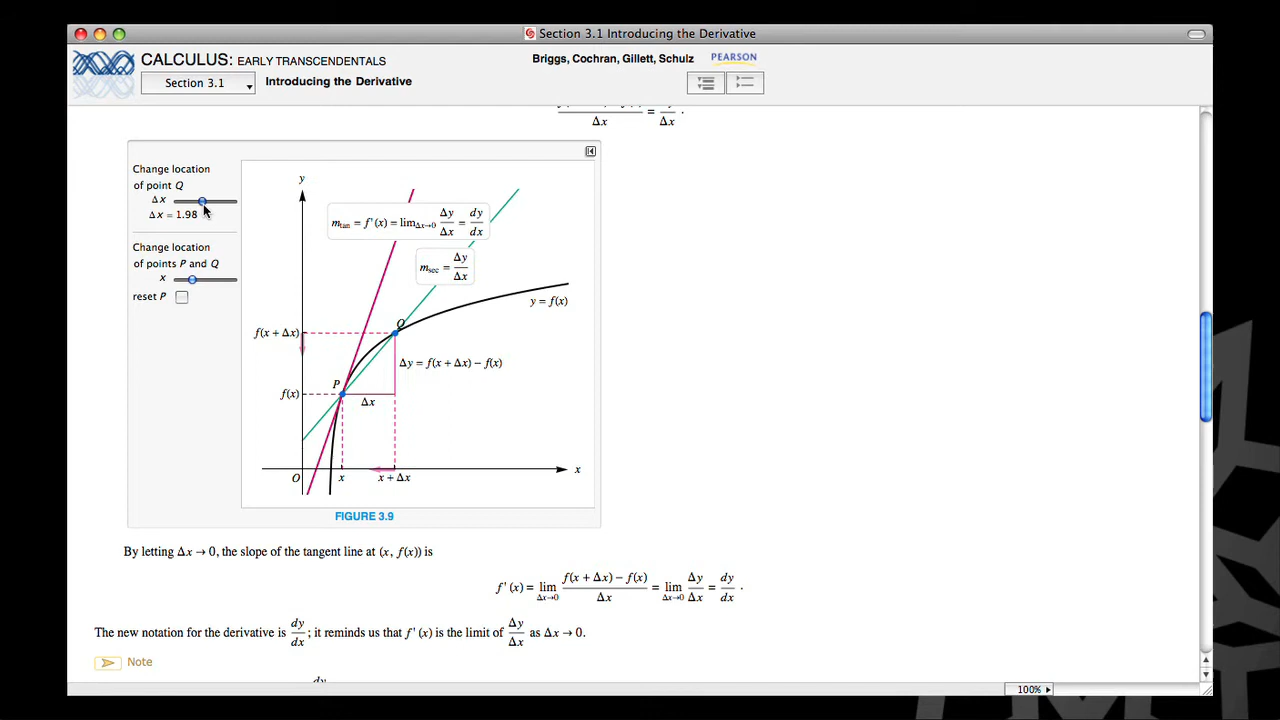 Section 3.1 Introducing the Derivative
CALCULUS: EARLY TRANSCENDENTALS
Briggs, Cochran, Gillett, Schulz PEARSON
Section 3.1 Introducing the Derivative
Δx = Δx .
Change location
of point Q
Δx
Δx = 1.98
Change location
of points P and Q
x
reset P
y
m_tan = f'(x) = lim_Δx→0 Δy/Δx = dy/dx
m_sec = Δy/Δx
y = f(x)
Q
f(x + Δx)
Δy = f(x + Δx) − f(x)
P
f(x)
Δx
O x x + Δx x
FIGURE 3.9
By letting Δx → 0, the slope of the tangent line at (x, f(x)) is
f'(x) = lim_Δx→0 f(x + Δx) − f(x)/Δx = lim_Δx→0 Δy/Δx = dy/dx .
The new notation for the derivative is dy/dx; it reminds us that f'(x) is the limit of Δy/Δx as Δx → 0.
Note
dy
100%